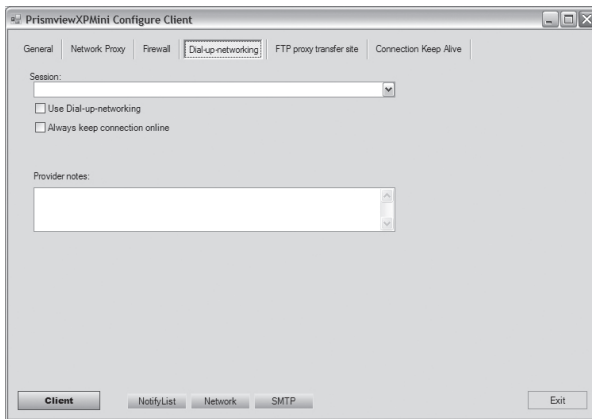 PrismviewXPMini Configure Client
General Network Proxy Firewall Dial-up-networking FTP proxy transfer site Connection Keep Alive
Session:
Use Dial-up-networking
Always keep connection online
Provider notes:
Client NotifyList Network SMTP Exit